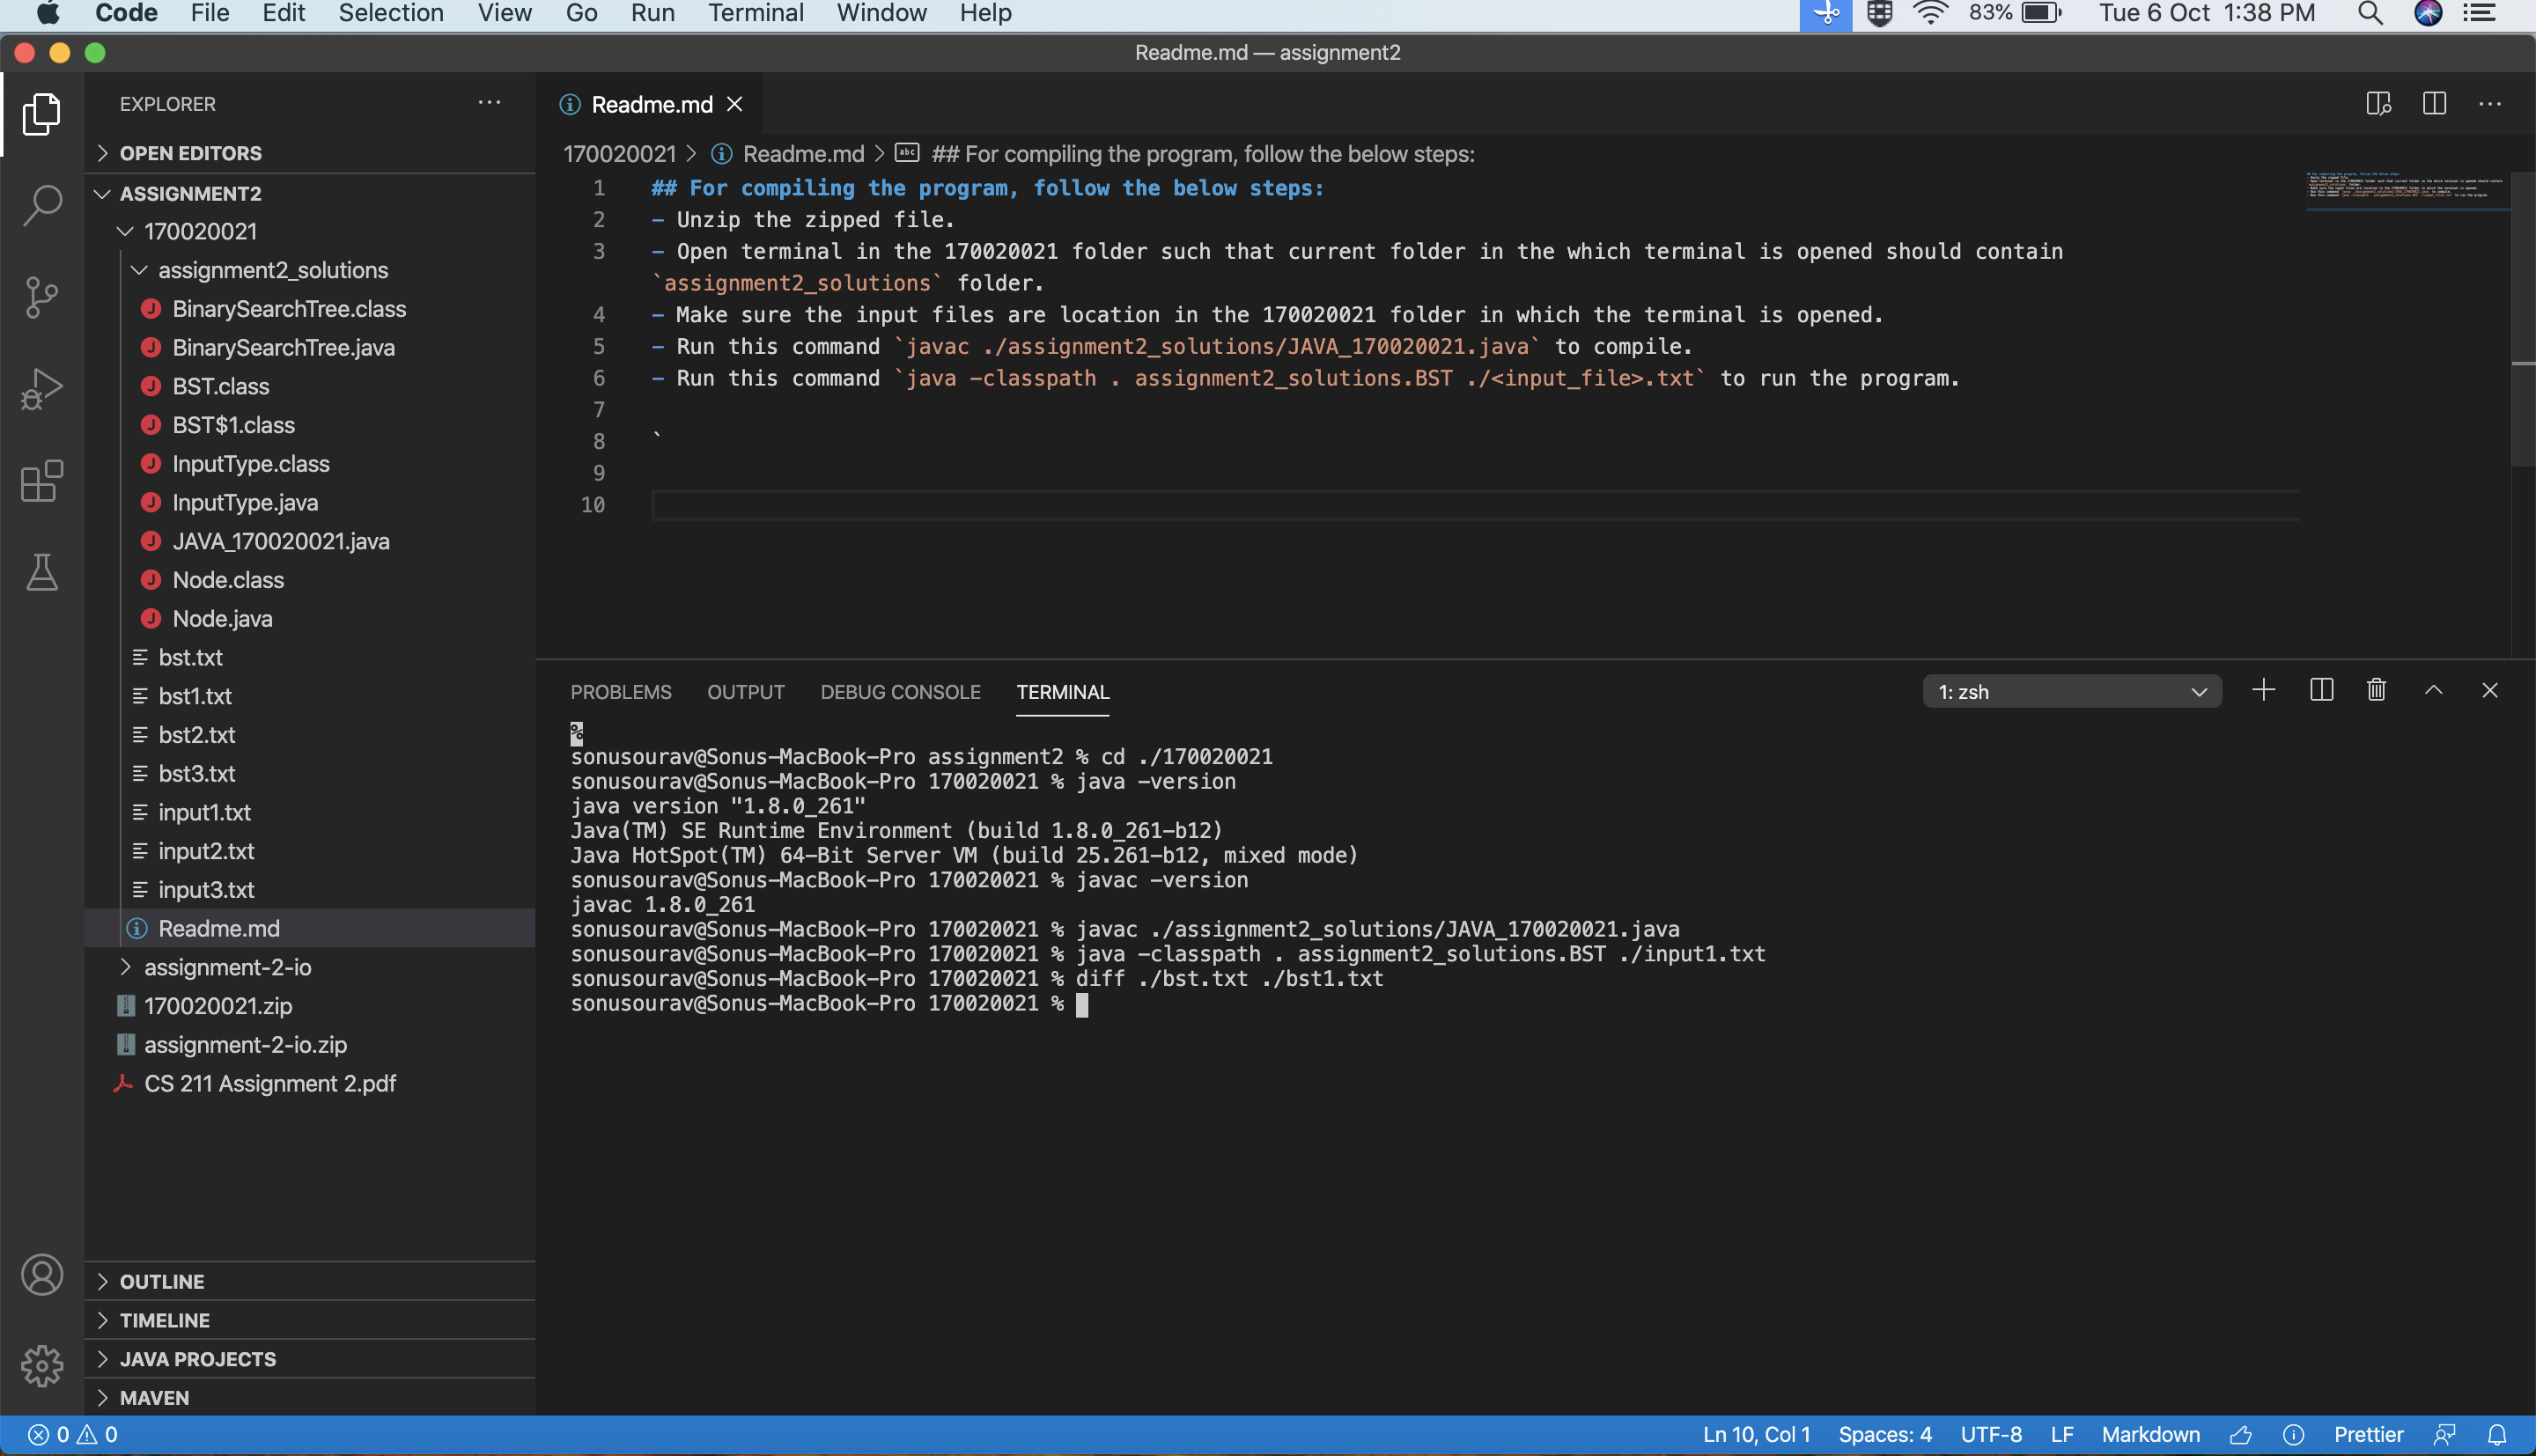 Code File Edit Selection View Go Run Terminal Window Help 83% Tue 6 Oct 1:38 PM
Readme.md — assignment2
EXPLORER
OPEN EDITORS
ASSIGNMENT2
170020021
assignment2_solutions
BinarySearchTree.class
BinarySearchTree.java
BST.class
BST$1.class
InputType.class
InputType.java
JAVA_170020021.java
Node.class
Node.java
bst.txt
bst1.txt
bst2.txt
bst3.txt
input1.txt
input2.txt
input3.txt
Readme.md
assignment-2-io
170020021.zip
assignment-2-io.zip
CS 211 Assignment 2.pdf
OUTLINE
TIMELINE
JAVA PROJECTS
MAVEN
Readme.md
170020021 > Readme.md > ## For compiling the program, follow the below steps:
1 ## For compiling the program, follow the below steps:
2 - Unzip the zipped file.
3 - Open terminal in the 170020021 folder such that current folder in the which terminal is opened should contain
`assignment2_solutions` folder.
4 - Make sure the input files are location in the 170020021 folder in which the terminal is opened.
5 - Run this command `javac ./assignment2_solutions/JAVA_170020021.java` to compile.
6 - Run this command `java -classpath . assignment2_solutions.BST ./<input_file>.txt` to run the program.
7
8 `
9
10
PROBLEMS OUTPUT DEBUG CONSOLE TERMINAL 1: zsh
%
sonusourav@Sonus-MacBook-Pro assignment2 % cd ./170020021
sonusourav@Sonus-MacBook-Pro 170020021 % java -version
java version "1.8.0_261"
Java(TM) SE Runtime Environment (build 1.8.0_261-b12)
Java HotSpot(TM) 64-Bit Server VM (build 25.261-b12, mixed mode)
sonusourav@Sonus-MacBook-Pro 170020021 % javac -version
javac 1.8.0_261
sonusourav@Sonus-MacBook-Pro 170020021 % javac ./assignment2_solutions/JAVA_170020021.java
sonusourav@Sonus-MacBook-Pro 170020021 % java -classpath . assignment2_solutions.BST ./input1.txt
sonusourav@Sonus-MacBook-Pro 170020021 % diff ./bst.txt ./bst1.txt
sonusourav@Sonus-MacBook-Pro 170020021 %
0 0 Ln 10, Col 1 Spaces: 4 UTF-8 LF Markdown Prettier